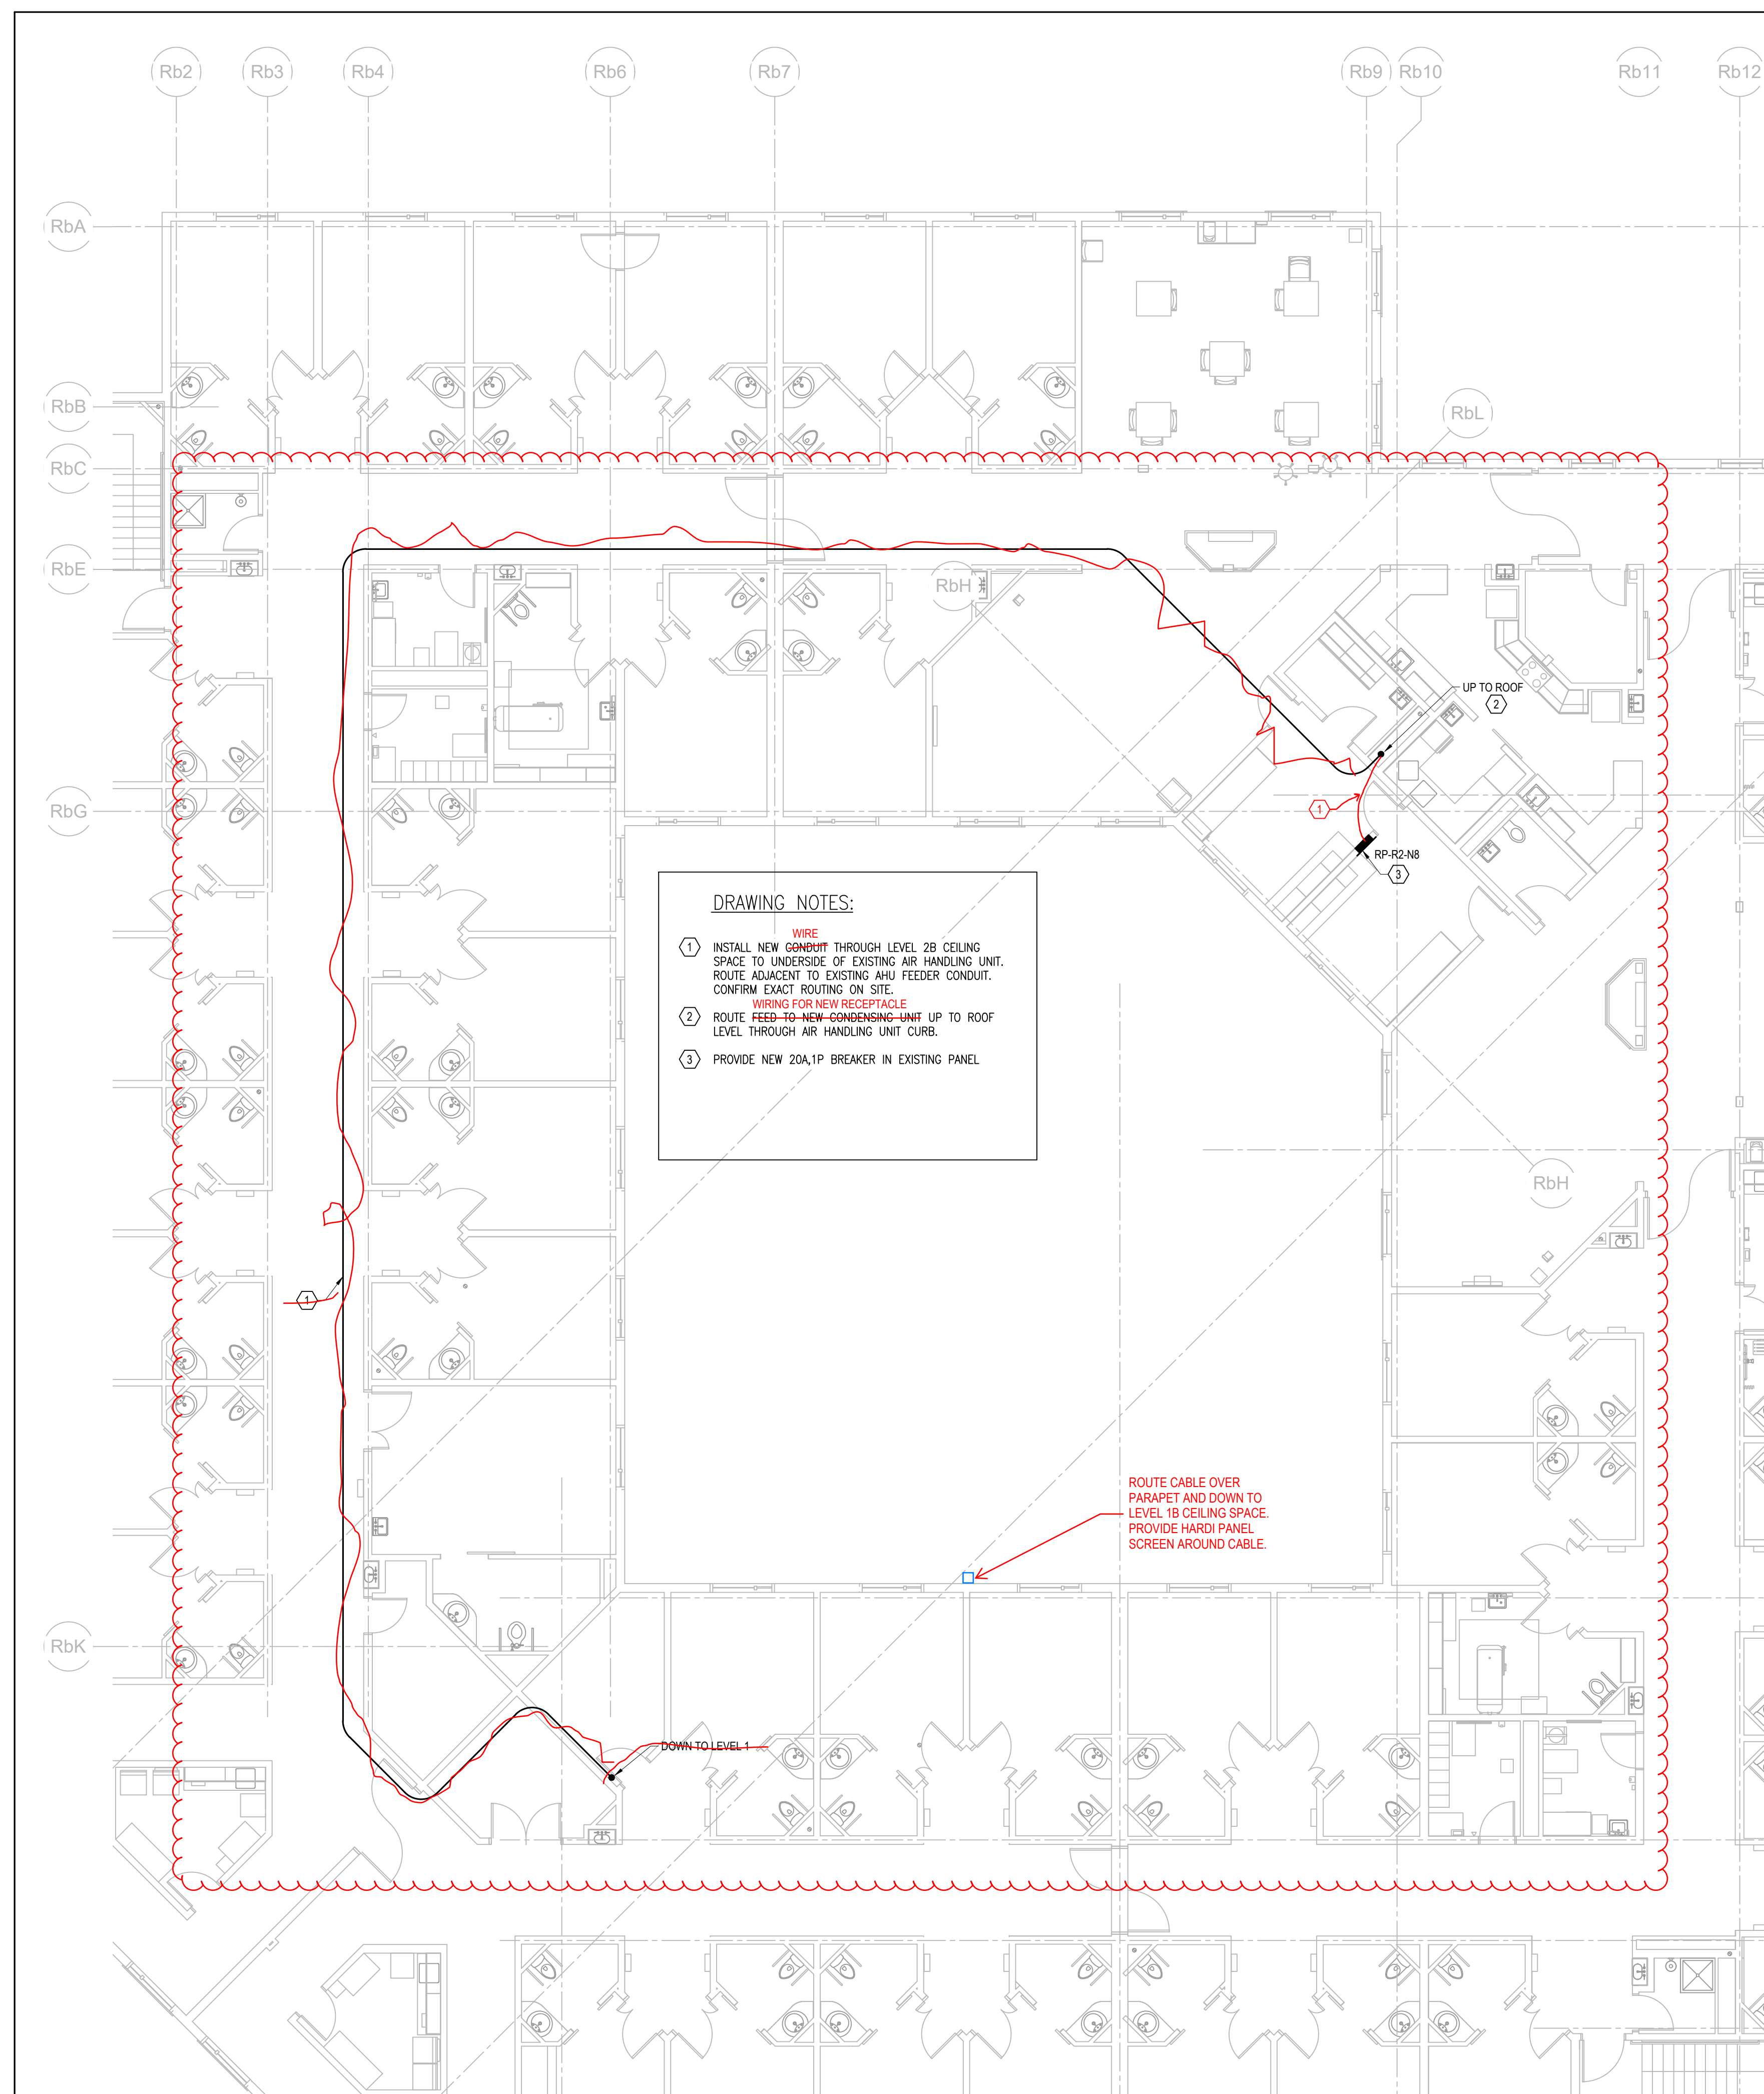 Rb2 Rb3 Rb4 Rb6 Rb7 Rb9 Rb10 Rb11 Rb12
RbA
RbB
RbL
RbC
RbE
RbH
UP TO ROOF
2
RbG
1
RP-R2-N8
3
DRAWING NOTES:
WIRE
1 INSTALL NEW CONDUIT THROUGH LEVEL 2B CEILING
SPACE TO UNDERSIDE OF EXISTING AIR HANDLING UNIT.
ROUTE ADJACENT TO EXISTING AHU FEEDER CONDUIT.
CONFIRM EXACT ROUTING ON SITE.
WIRING FOR NEW RECEPTACLE
2 ROUTE FEED TO NEW CONDENSING UNIT UP TO ROOF
LEVEL THROUGH AIR HANDLING UNIT CURB.
3 PROVIDE NEW 20A,1P BREAKER IN EXISTING PANEL
RbH
1
ROUTE CABLE OVER
PARAPET AND DOWN TO
LEVEL 1B CEILING SPACE.
PROVIDE HARDI PANEL
SCREEN AROUND CABLE.
RbK
DOWN TO LEVEL 1